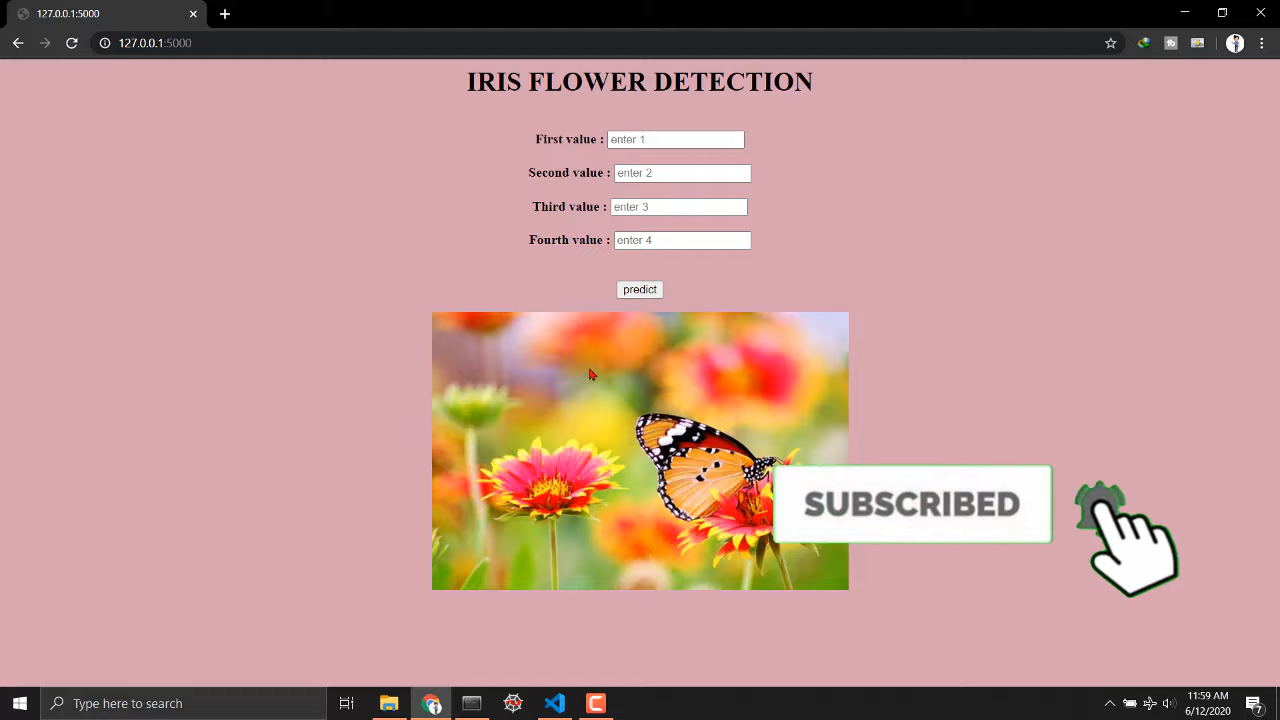 127.0.0.1:5000
127.0.0.1:5000
IRIS FLOWER DETECTION
First value : enter 1
Second value : enter 2
Third value : enter 3
Fourth value : enter 4
predict
SUBSCRIBED
Type here to search
11:59 AM
6/12/2020